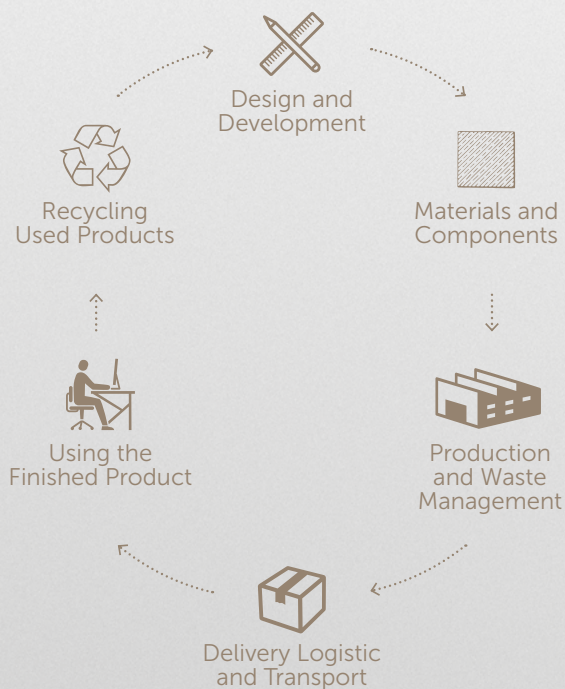 Design and
Development
Materials and
Components
Production
and Waste
Management
Delivery Logistic
and Transport
Using the
Finished Product
Recycling
Used Products